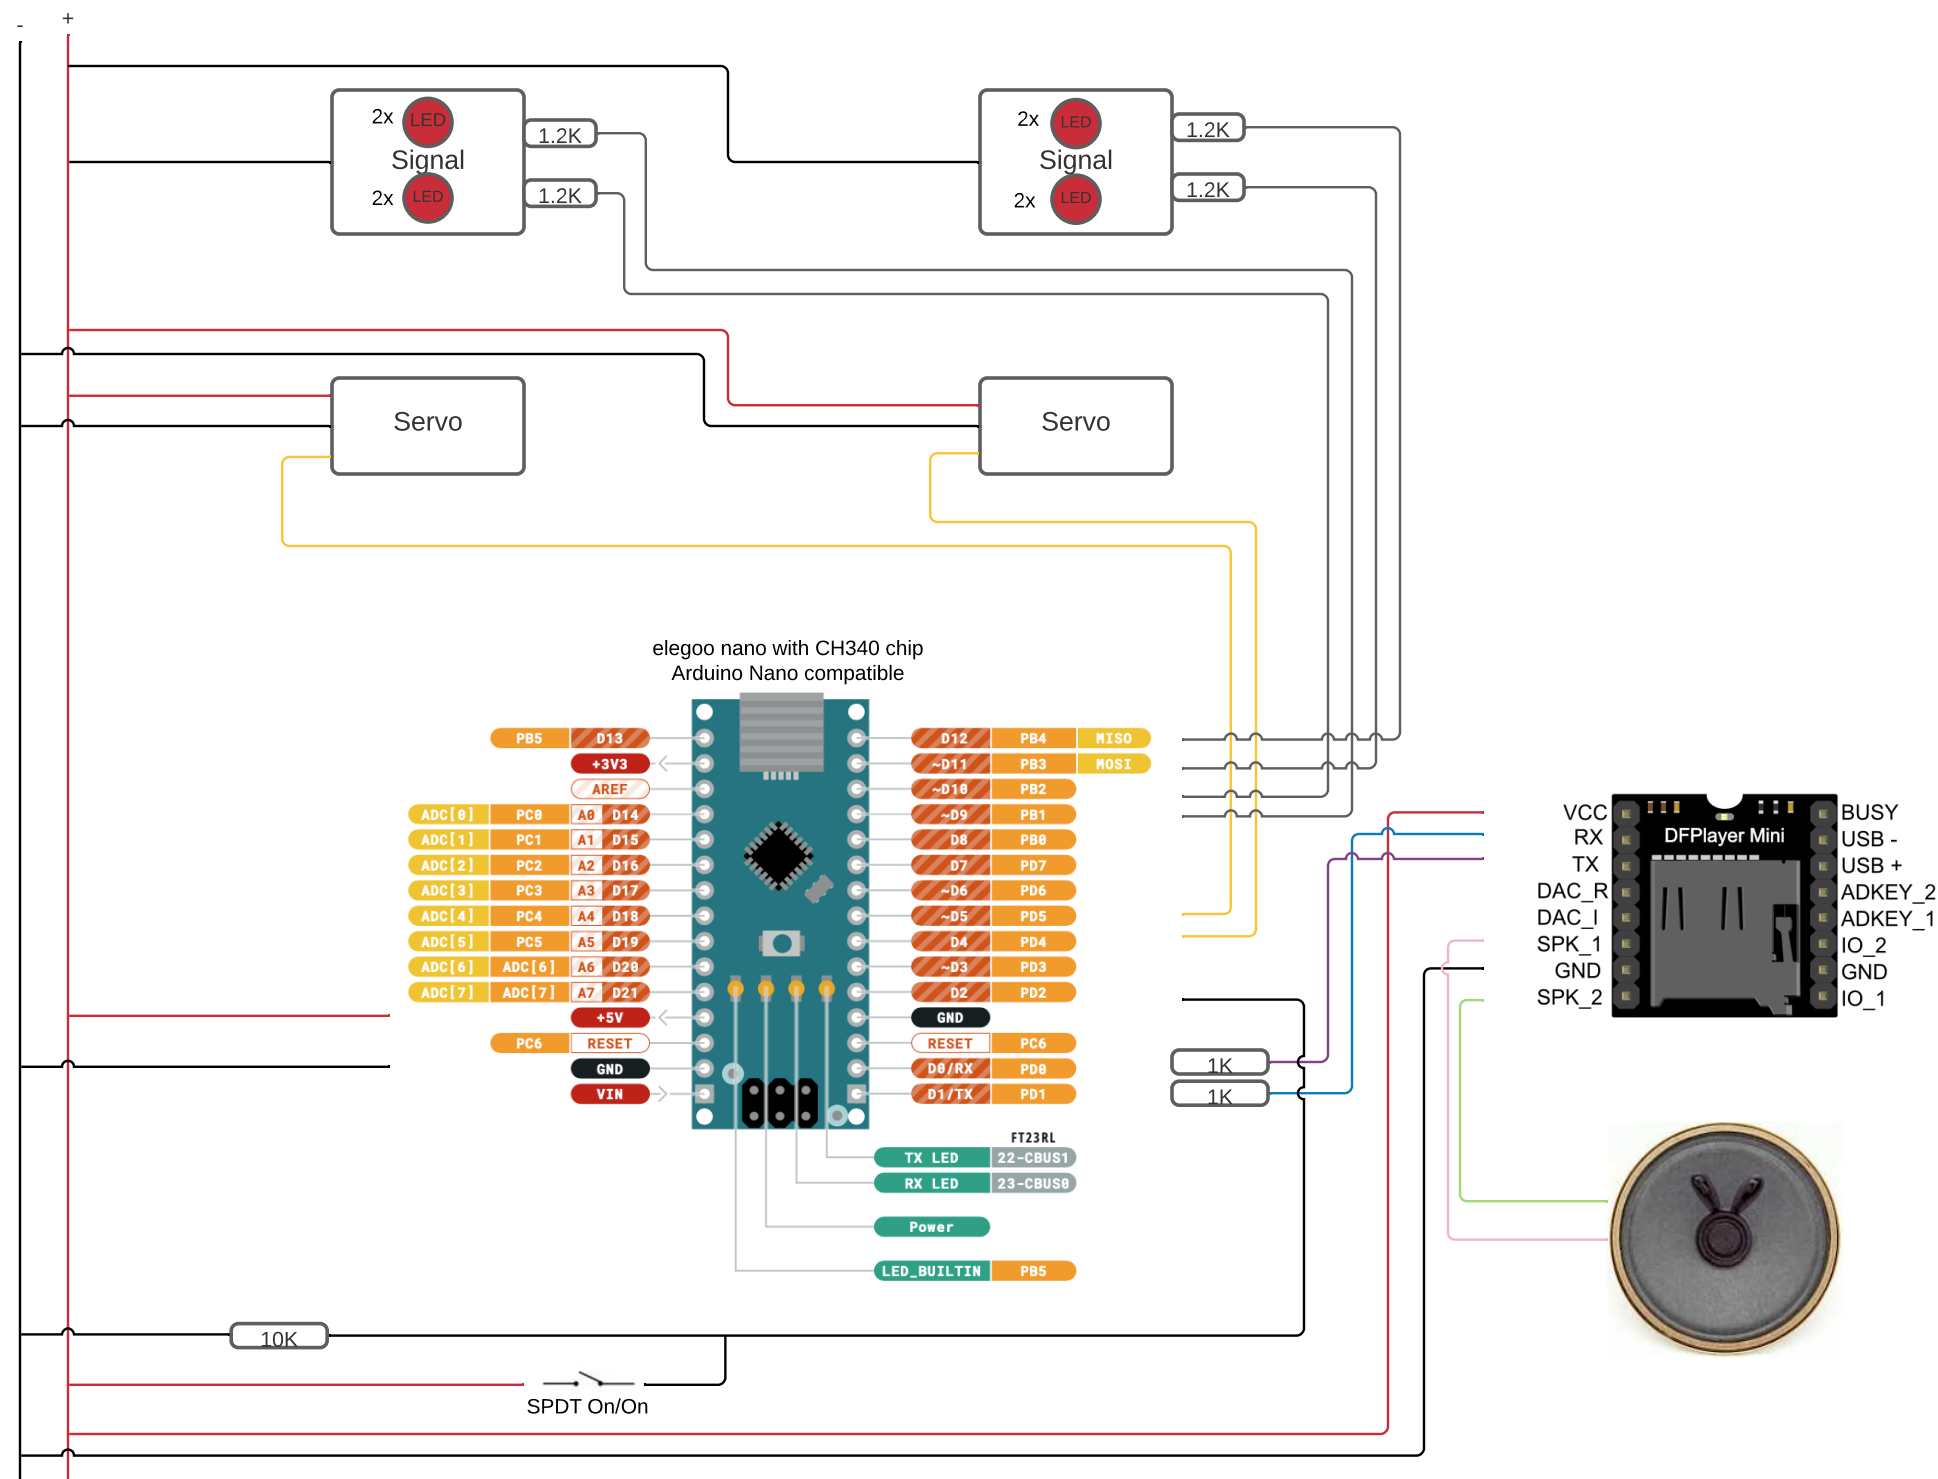 - +
2x LED
Signal
2x LED
1.2K
1.2K
2x LED
Signal
2x LED
1.2K
1.2K
Servo
Servo
elegoo nano with CH340 chip
Arduino Nano compatible
PB5 D13
+3V3
AREF
ADC[0] PC0 A0 D14
ADC[1] PC1 A1 D15
ADC[2] PC2 A2 D16
ADC[3] PC3 A3 D17
ADC[4] PC4 A4 D18
ADC[5] PC5 A5 D19
ADC[6] ADC[6] A6 D20
ADC[7] ADC[7] A7 D21
+5V
PC6 RESET
GND
VIN
D12 PB4 MISO
~D11 PB3 MOSI
~D10 PB2
~D9 PB1
D8 PB0
D7 PD7
~D6 PD6
~D5 PD5
D4 PD4
~D3 PD3
D2 PD2
GND
RESET PC6
D0/RX PD0
D1/TX PD1
FT23RL
TX LED 22-CBUS1
RX LED 23-CBUS0
Power
LED_BUILTIN PB5
1K
1K
DFPlayer Mini
VCC
RX
TX
DAC_R
DAC_I
SPK_1
GND
SPK_2
BUSY
USB -
USB +
ADKEY_2
ADKEY_1
IO_2
GND
IO_1
10K
SPDT On/On